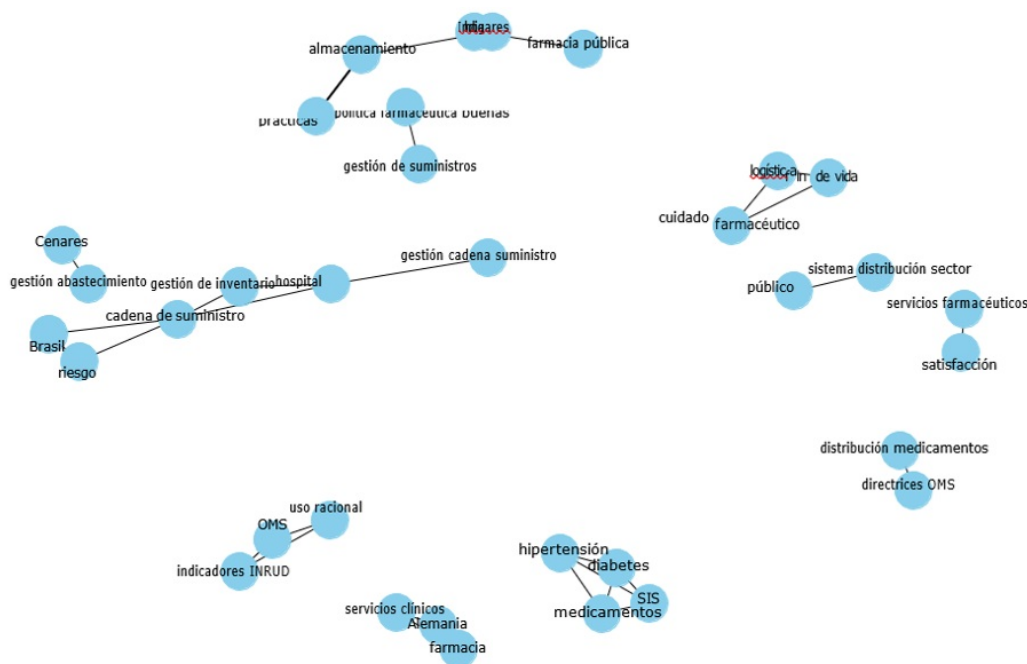 hogares
almacenamiento
farmacia pública
prácticas
política farmacéutica buenas
gestión de suministros
logística
fin de vida
cuidado farmacéutico
Cenares
gestión abastecimiento
gestión de inventario
hospital
gestión cadena suministro
cadena de suministro
Brasil
riesgo
sistema distribución sector
público
servicios farmacéuticos
satisfacción
distribución medicamentos
directrices OMS
uso racional
OMS
indicadores INRUD
hipertensión
diabetes
SIS
medicamentos
servicios clínicos
Alemania
farmacia